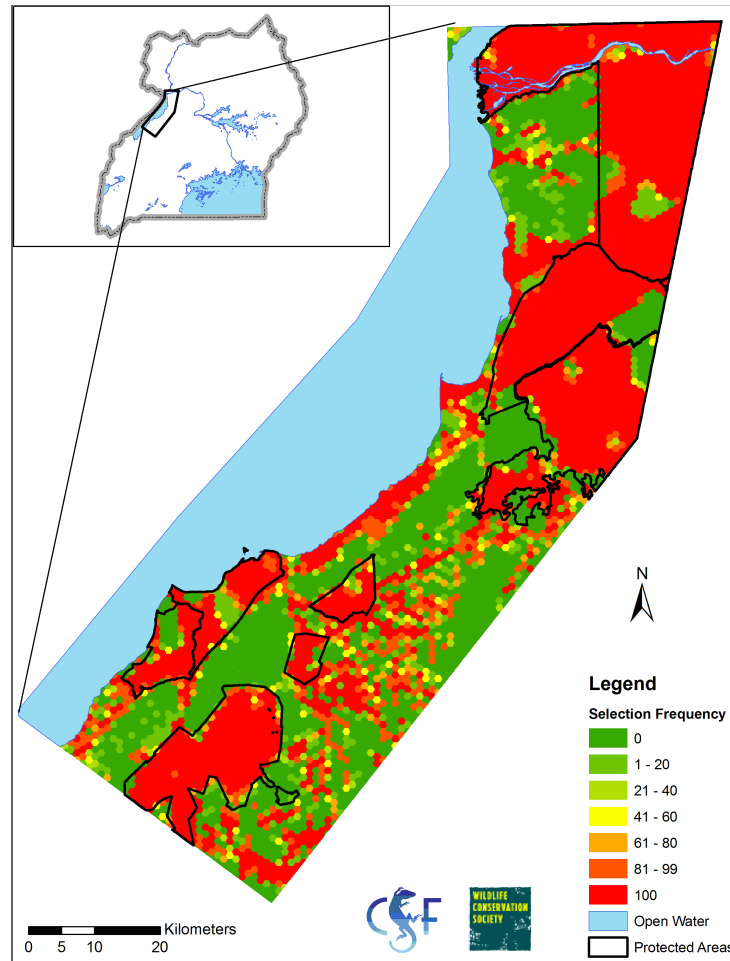 N
Legend
Selection Frequency
0
1 - 20
21 - 40
41 - 60
61 - 80
81 - 99
100
Open Water
Protected Areas
0 5 10 20
Kilometers
CSF
WILDLIFE
CONSERVATION
SOCIETY